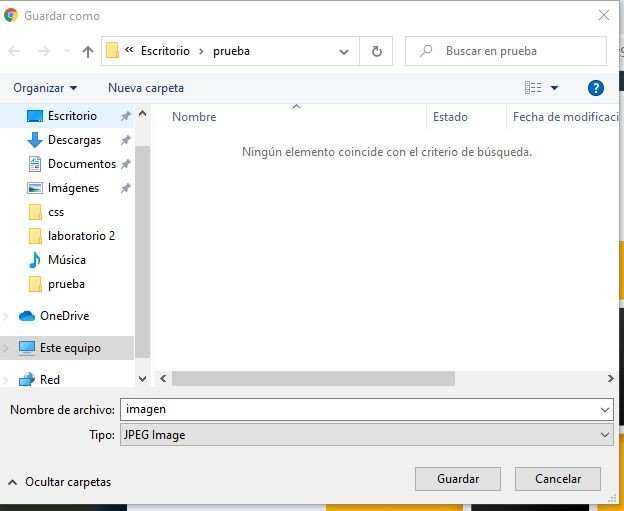 Guardar como
Escritorio › prueba
Buscar en prueba
Organizar
Nueva carpeta
Nombre
Estado
Fecha de modificaci
Ningún elemento coincide con el criterio de búsqueda.
Escritorio
Descargas
Documentos
Imágenes
css
laboratorio 2
Música
prueba
OneDrive
Este equipo
Red
Nombre de archivo: imagen
Tipo: JPEG Image
Ocultar carpetas
Guardar
Cancelar